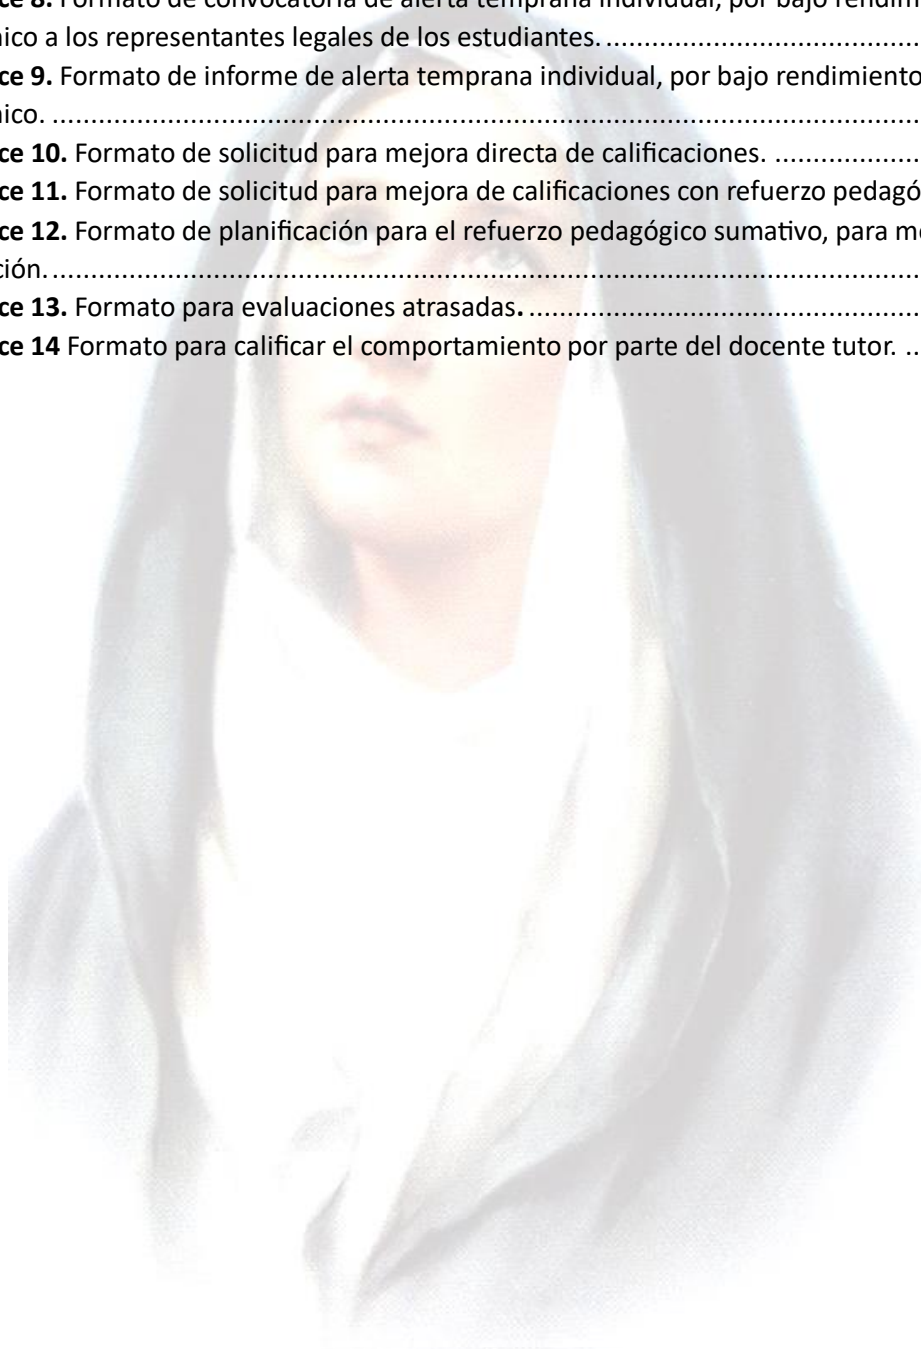 ce 8. Formato de convocatoria de alerta temprana individual, por bajo rendim
nico a los representantes legales de los estudiantes. ........................................
ce 9. Formato de informe de alerta temprana individual, por bajo rendimiento
nico. ........................................................................................................................
ce 10. Formato de solicitud para mejora directa de calificaciones. ....................
ce 11. Formato de solicitud para mejora de calificaciones con refuerzo pedagó
ce 12. Formato de planificación para el refuerzo pedagógico sumativo, para me
ción. ........................................................................................................................
ce 13. Formato para evaluaciones atrasadas. ....................................................
ce 14 Formato para calificar el comportamiento por parte del docente tutor. ..